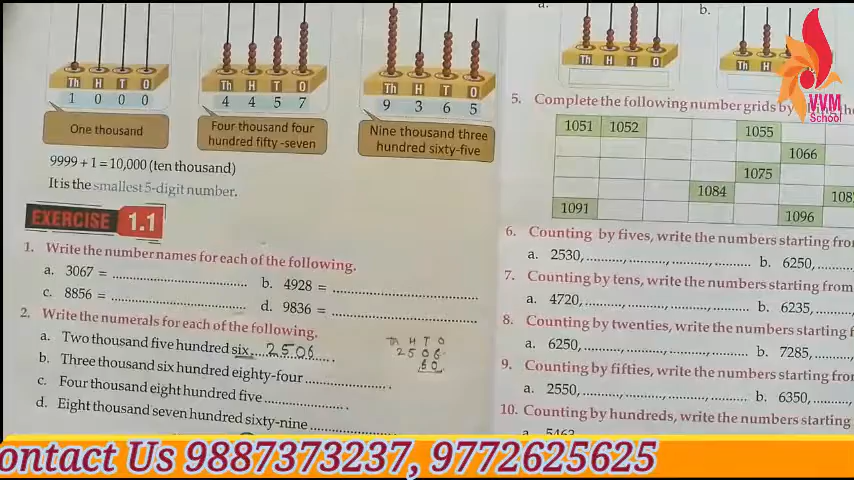 a.
b.
Th H T O
Th H T O
Th H T O
Th H T O
Th H
1 0 0 0
4 4 5 7
9 3 6 5
One thousand
Four thousand four
hundred fifty -seven
Nine thousand three
hundred sixty-five
9999 + 1 = 10,000 (ten thousand)
It is the smallest 5-digit number.
EXERCISE 1.1
1. Write the number names for each of the following.
a. 3067 = ....................
b. 4928 = ....................
c. 8856 = ....................
d. 9836 = ....................
2. Write the numerals for each of the following.
a. Two thousand five hundred six....2506....
Th H T O
2 5 0 6
60
b. Three thousand six hundred eighty-four....................
c. Four thousand eight hundred five....................
d. Eight thousand seven hundred sixty-nine....................
5. Complete the following number grids by
1051 1052 1055
1066
1075
1084 108
1091 1096
6. Counting by fives, write the numbers starting fro
a. 2530,........,........,........,........ b. 6250,........
7. Counting by tens, write the numbers starting from
a. 4720,........,........,........,........ b. 6235,........
8. Counting by twenties, write the numbers starting f
a. 6250,........,........,........,........ b. 7285,........
9. Counting by fifties, write the numbers starting fro
a. 2550,........,........,........,........ b. 6350,........
10. Counting by hundreds, write the numbers starting
a 5462
VVM
School
ontact Us 9887373237, 9772625625